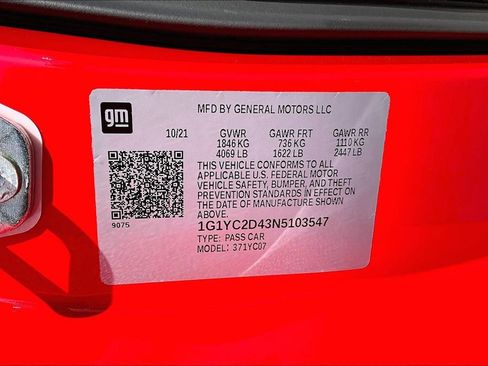 gm
MFD BY GENERAL MOTORS LLC
10/21 GVWR GAWR FRT GAWR RR
1846 KG 736 KG 1110 KG
4069 LB 1622 LB 2447 LB
THIS VEHICLE CONFORMS TO ALL
APPLICABLE U.S. FEDERAL MOTOR
VEHICLE SAFETY, BUMPER, AND THEFT
PREVENTION STANDARDS IN EFFECT ON
THE DATE OF MANUFACTURE SHOWN
ABOVE.
9075
1G1YC2D43N5103547
TYPE: PASS CAR
MODEL: 371YC07